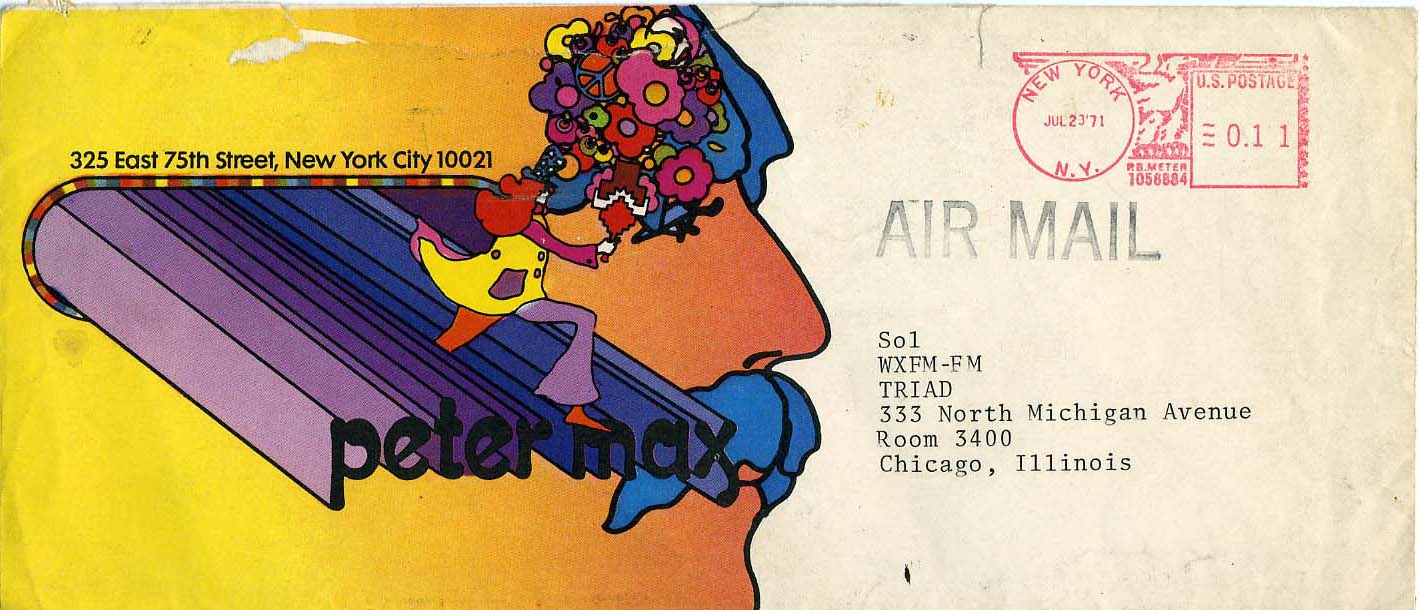 325 East 75th Street, New York City 10021
peter max
NEW YORK
JUL 23 '71
N.Y.
P.B. METER
1058884
U.S. POSTAGE
0.11
AIR MAIL
Sol
WXFM-FM
TRIAD
333 North Michigan Avenue
Room 3400
Chicago, Illinois